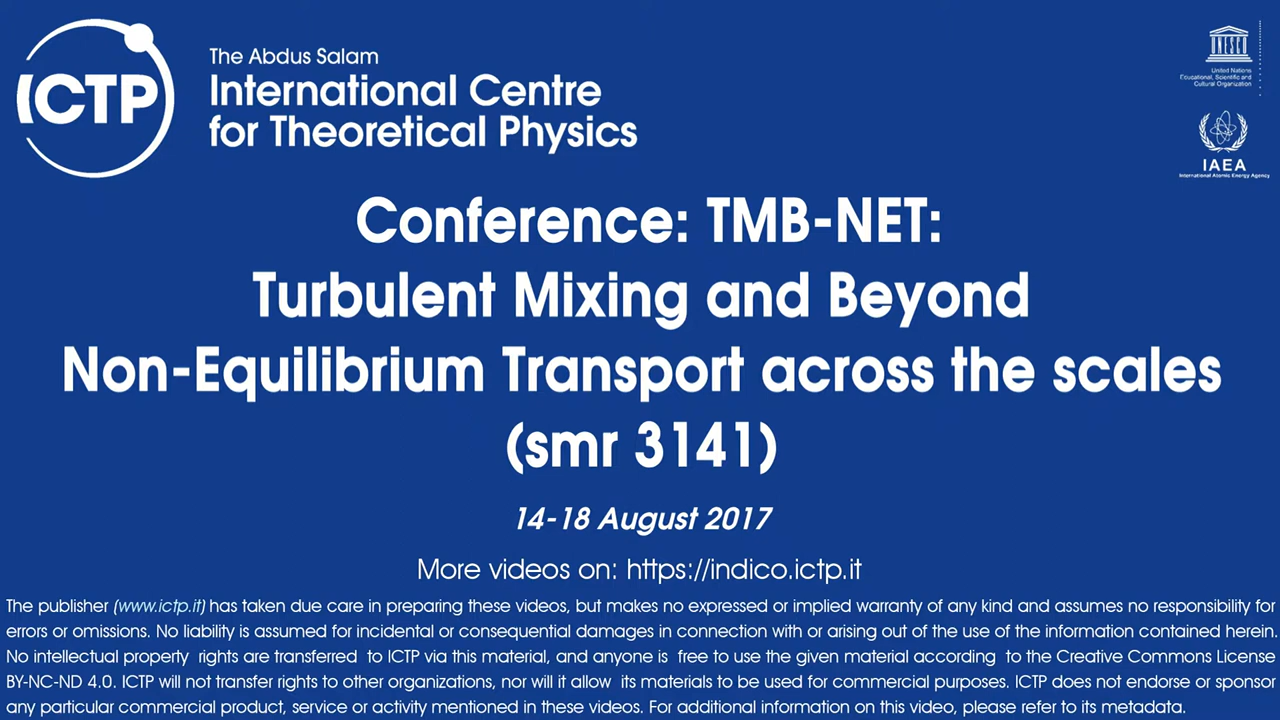 ICTP
The Abdus Salam
International Centre
for Theoretical Physics
UNESCO
United Nations
Educational, Scientific and
Cultural Organization
IAEA
International Atomic Energy Agency
Conference: TMB-NET:
Turbulent Mixing and Beyond
Non-Equilibrium Transport across the scales
(smr 3141)
14-18 August 2017
More videos on: https://indico.ictp.it
The publisher (www.ictp.it) has taken due care in preparing these videos, but makes no expressed or implied warranty of any kind and assumes no responsibility for
errors or omissions. No liability is assumed for incidental or consequential damages in connection with or arising out of the use of the information contained herein.
No intellectual property rights are transferred to ICTP via this material, and anyone is free to use the given material according to the Creative Commons License
BY-NC-ND 4.0. ICTP will not transfer rights to other organizations, nor will it allow its materials to be used for commercial purposes. ICTP does not endorse or sponsor
any particular commercial product, service or activity mentioned in these videos. For additional information on this video, please refer to its metadata.